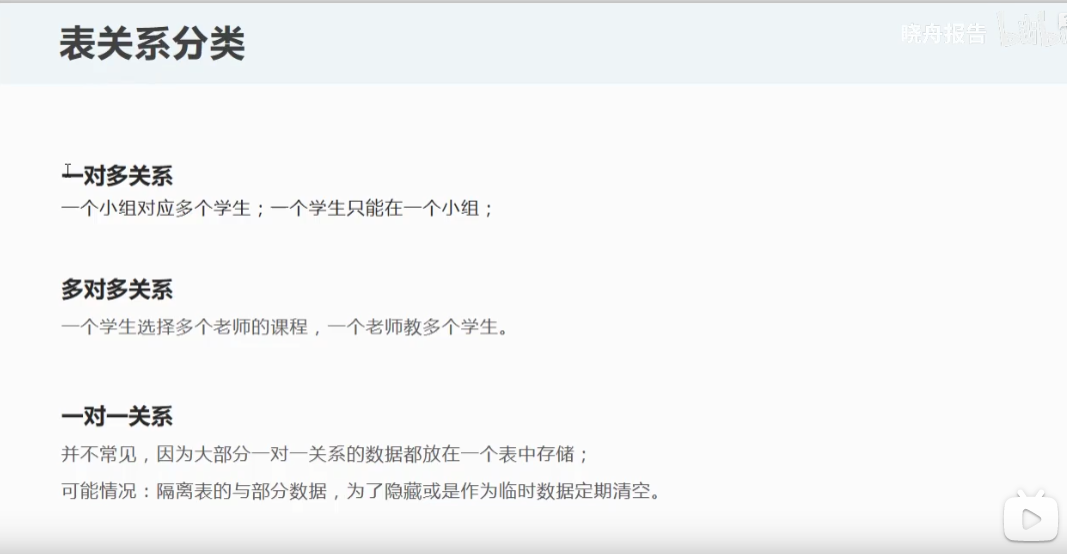 表关系分类
晓舟报告
一对多关系
一个小组对应多个学生；一个学生只能在一个小组；
多对多关系
一个学生选择多个老师的课程，一个老师教多个学生。
一对一关系
并不常见，因为大部分一对一关系的数据都放在一个表中存储；
可能情况：隔离表的与部分数据，为了隐藏或是作为临时数据定期清空。